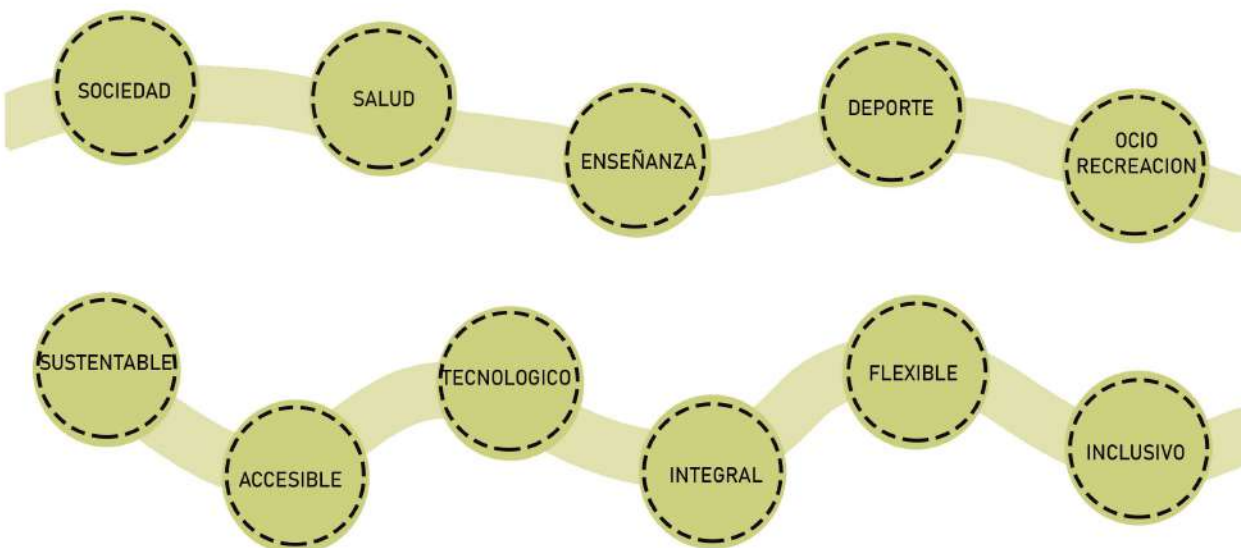 SOCIEDAD
SALUD
ENSEÑANZA
DEPORTE
OCIO
RECREACION
SUSTENTABLE
ACCESIBLE
TECNOLOGICO
INTEGRAL
FLEXIBLE
INCLUSIVO